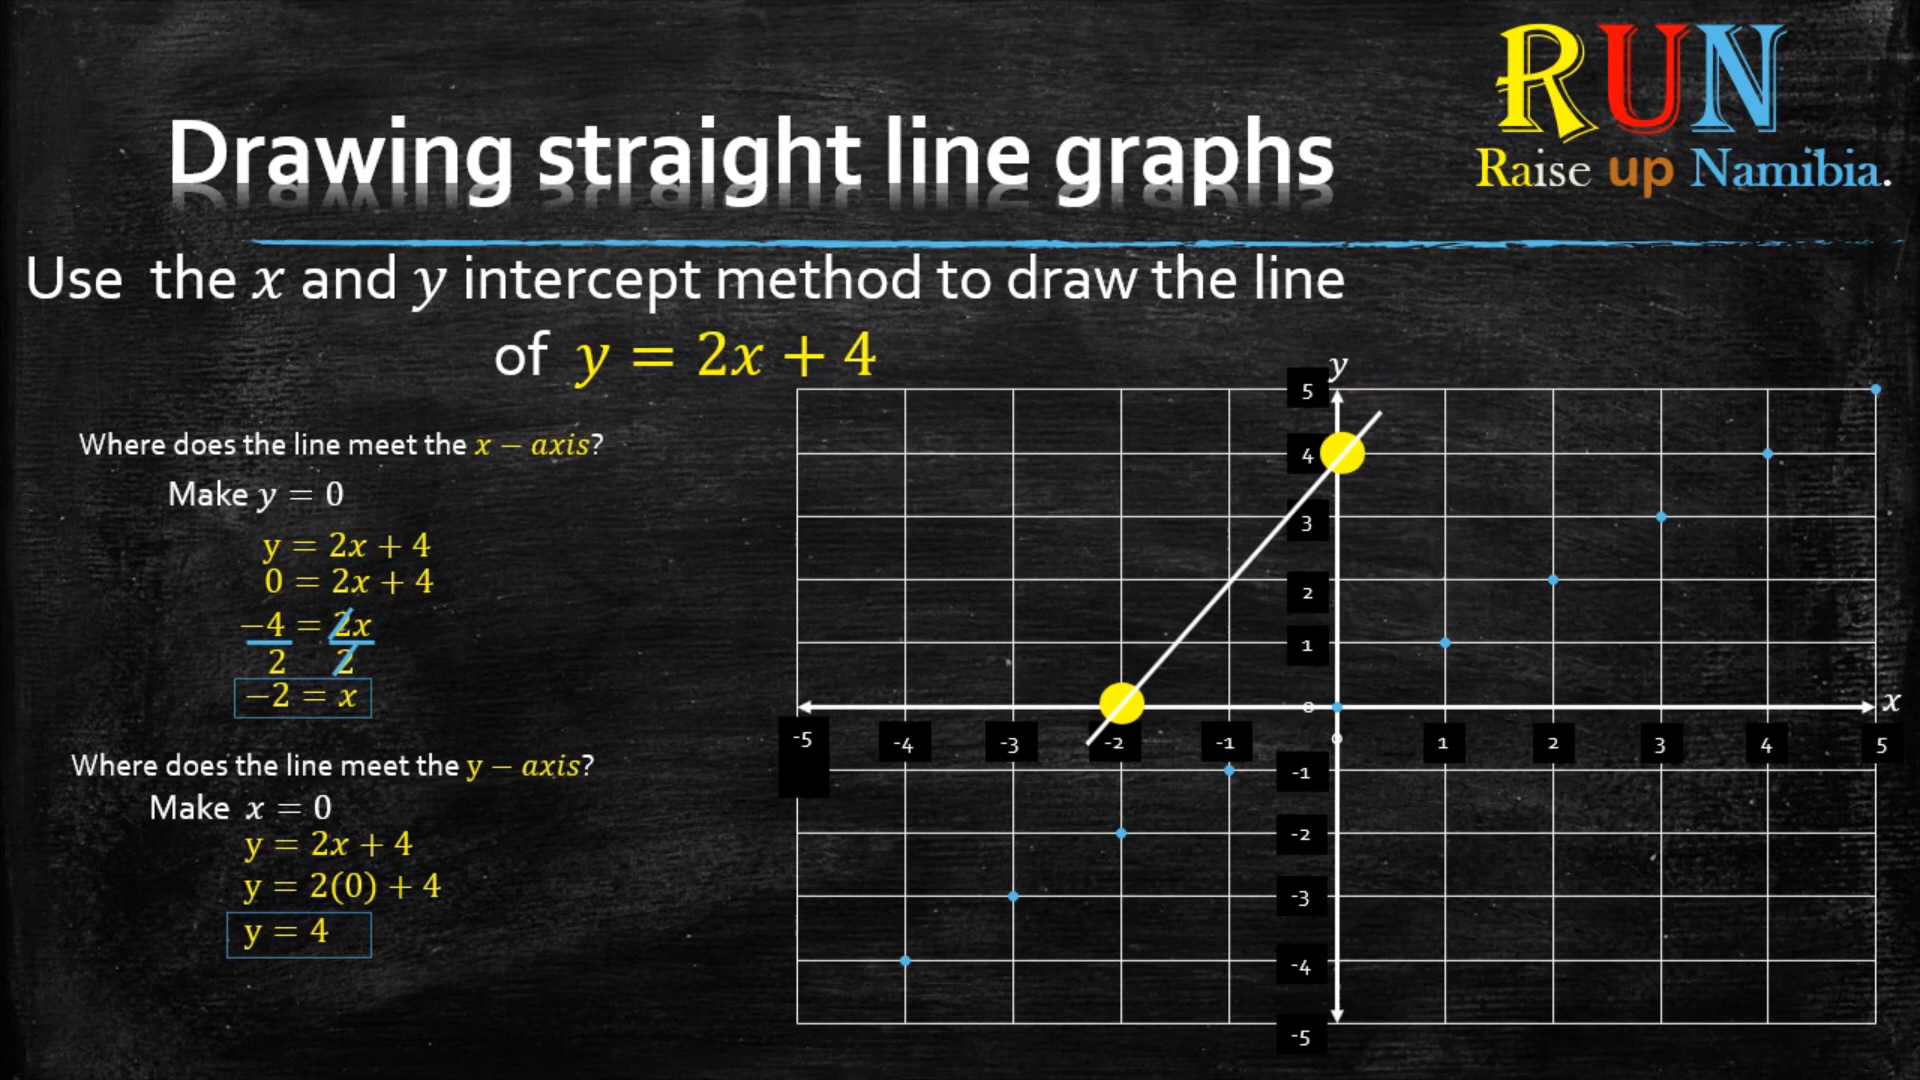 RUN
Raise up Namibia.
Drawing straight line graphs
Use the x and y intercept method to draw the line
of y = 2x + 4
Where does the line meet the x − axis?
Make y = 0
y = 2x + 4
0 = 2x + 4
−4 = 2x
2 2
−2 = x
Where does the line meet the y − axis?
Make x = 0
y = 2x + 4
y = 2(0) + 4
y = 4
y
5
4
3
2
1
0
x
-5 -4 -3 -2 -1 0 1 2 3 4 5
-1
-2
-3
-4
-5